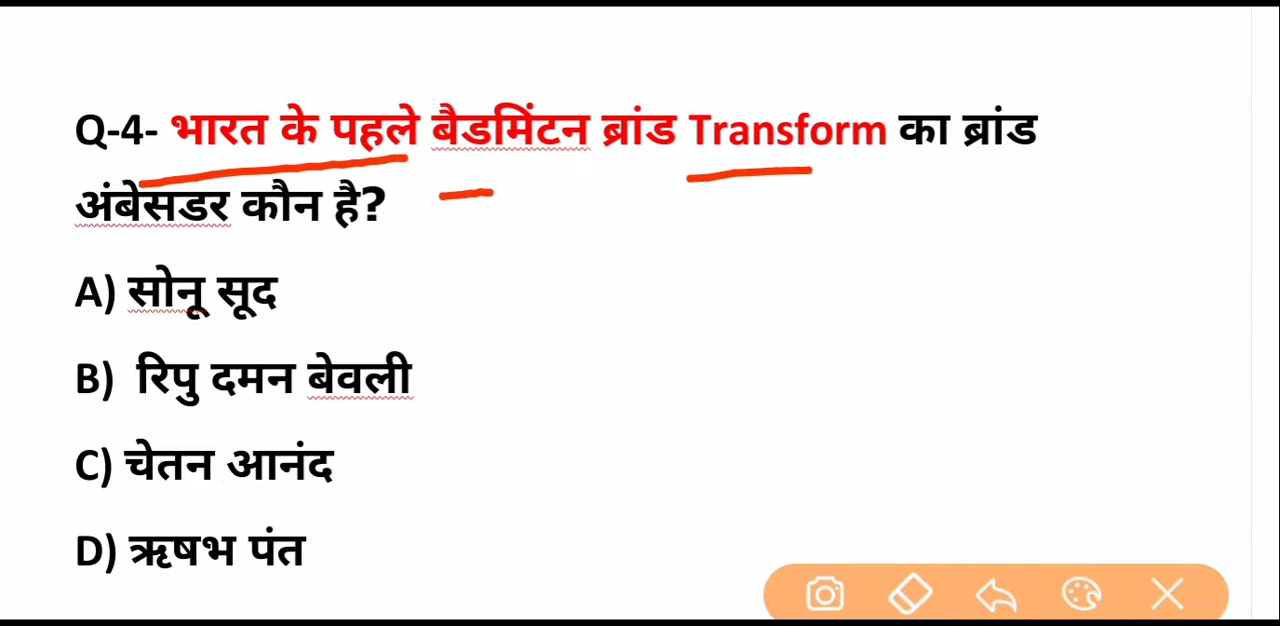 Q-4- भारत के पहले बैडमिंटन ब्रांड Transform का ब्रांड
अंबेसडर कौन है?
A) सोनू सूद
B) रिपु दमन बेवली
C) चेतन आनंद
D) ऋषभ पंत